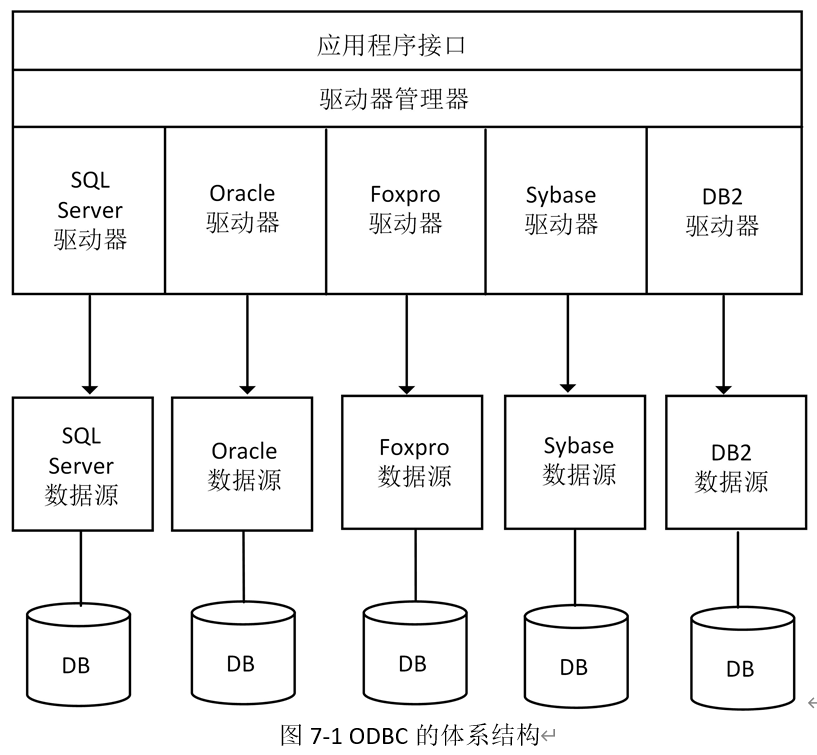 应用程序接口
驱动器管理器
SQL
Server
驱动器
Oracle
驱动器
Foxpro
驱动器
Sybase
驱动器
DB2
驱动器
SQL
Server
数据源
Oracle
数据源
Foxpro
数据源
Sybase
数据源
DB2
数据源
DB
DB
DB
DB
DB
图 7-1 ODBC 的体系结构